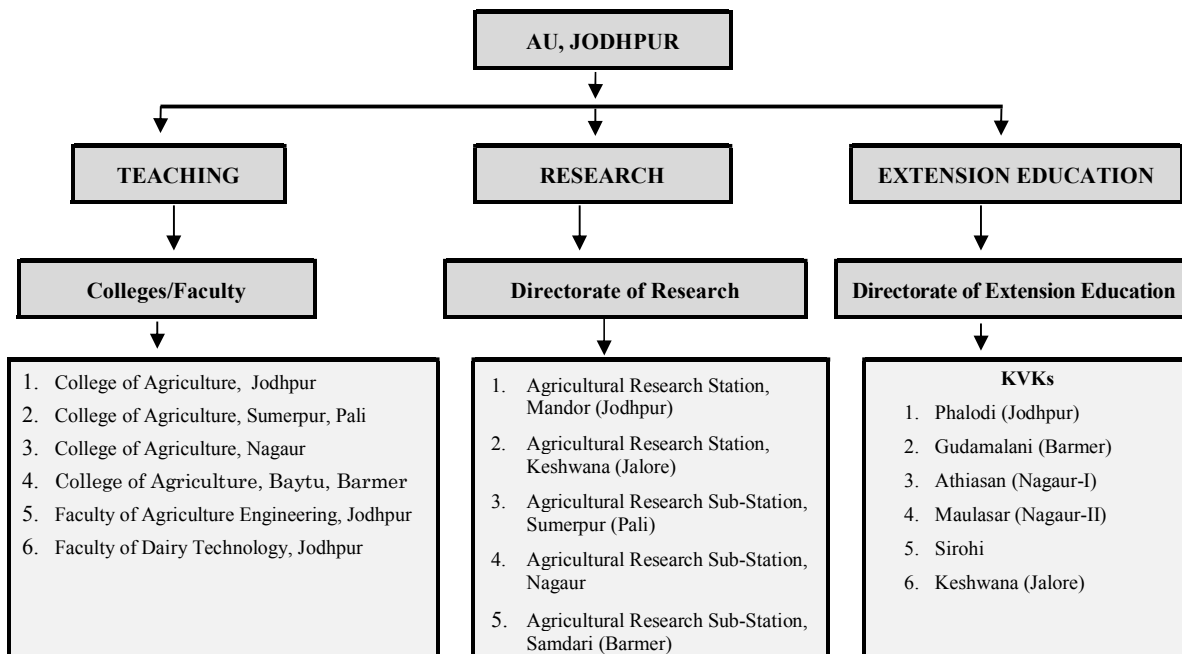 AU, JODHPUR
TEACHING
RESEARCH
EXTENSION EDUCATION
Colleges/Faculty
Directorate of Research
Directorate of Extension Education
1. College of Agriculture, Jodhpur
2. College of Agriculture, Sumerpur, Pali
3. College of Agriculture, Nagaur
4. College of Agriculture, Baytu, Barmer
5. Faculty of Agriculture Engineering, Jodhpur
6. Faculty of Dairy Technology, Jodhpur
1. Agricultural Research Station,
Mandor (Jodhpur)
2. Agricultural Research Station,
Keshwana (Jalore)
3. Agricultural Research Sub-Station,
Sumerpur (Pali)
4. Agricultural Research Sub-Station,
Nagaur
5. Agricultural Research Sub-Station,
Samdari (Barmer)
KVKs
1. Phalodi (Jodhpur)
2. Gudamalani (Barmer)
3. Athiasan (Nagaur-I)
4. Maulasar (Nagaur-II)
5. Sirohi
6. Keshwana (Jalore)